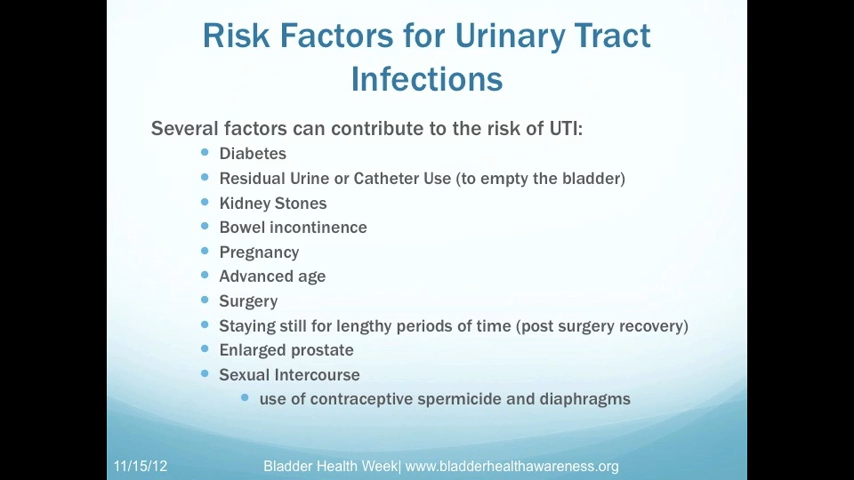 Risk Factors for Urinary Tract
Infections
Several factors can contribute to the risk of UTI:
Diabetes
Residual Urine or Catheter Use (to empty the bladder)
Kidney Stones
Bowel incontinence
Pregnancy
Advanced age
Surgery
Staying still for lengthy periods of time (post surgery recovery)
Enlarged prostate
Sexual Intercourse
use of contraceptive spermicide and diaphragms
11/15/12 Bladder Health Week| www.bladderhealthawareness.org